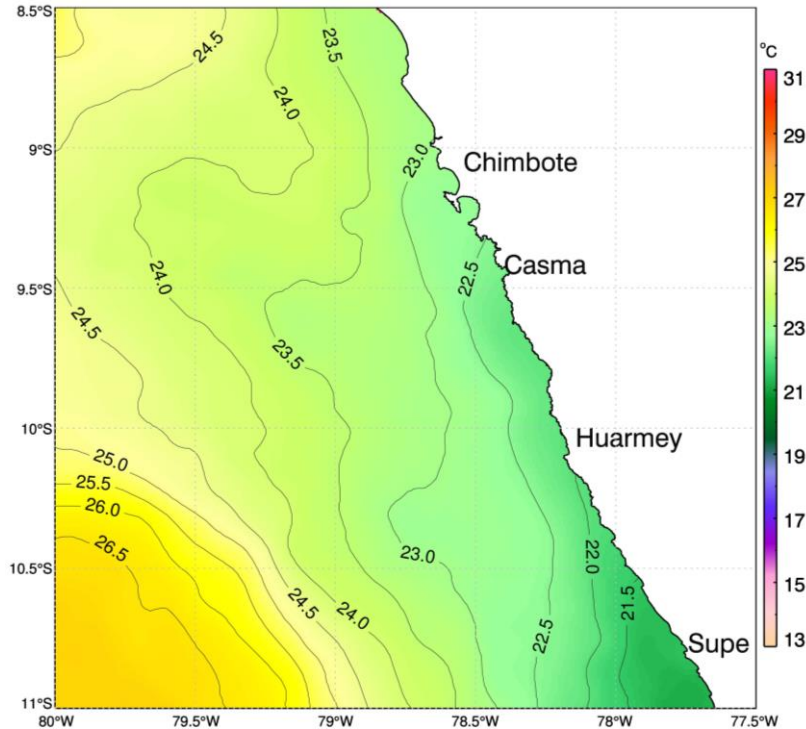 8.5°S
24.5
23.5
°C
31
24.0
29
9°S
23.0
Chimbote
27
22.5
Casma
24.0
25
9.5°S
24.5
23.5
23
21
10°S
Huarmey
25.0
19
25.5
26.0
17
26.5
23.0
22.0
10.5°S
15
24.5
24.0
21.5
22.5
Supe
13
11°S
80°W
79.5°W
79°W
78.5°W
78°W
77.5°W